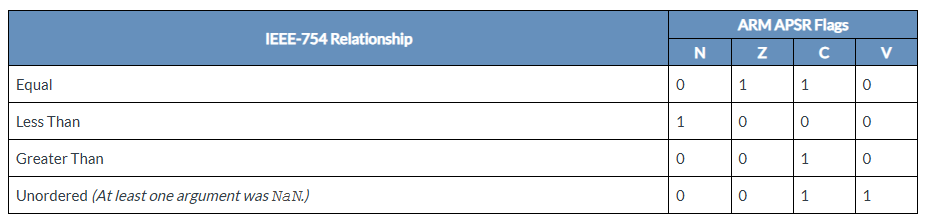 IEEE-754 Relationship
ARM APSR Flags
N Z C V
Equal 0 1 1 0
Less Than 1 0 0 0
Greater Than 0 0 1 0
Unordered (At least one argument was NaN.) 0 0 1 1